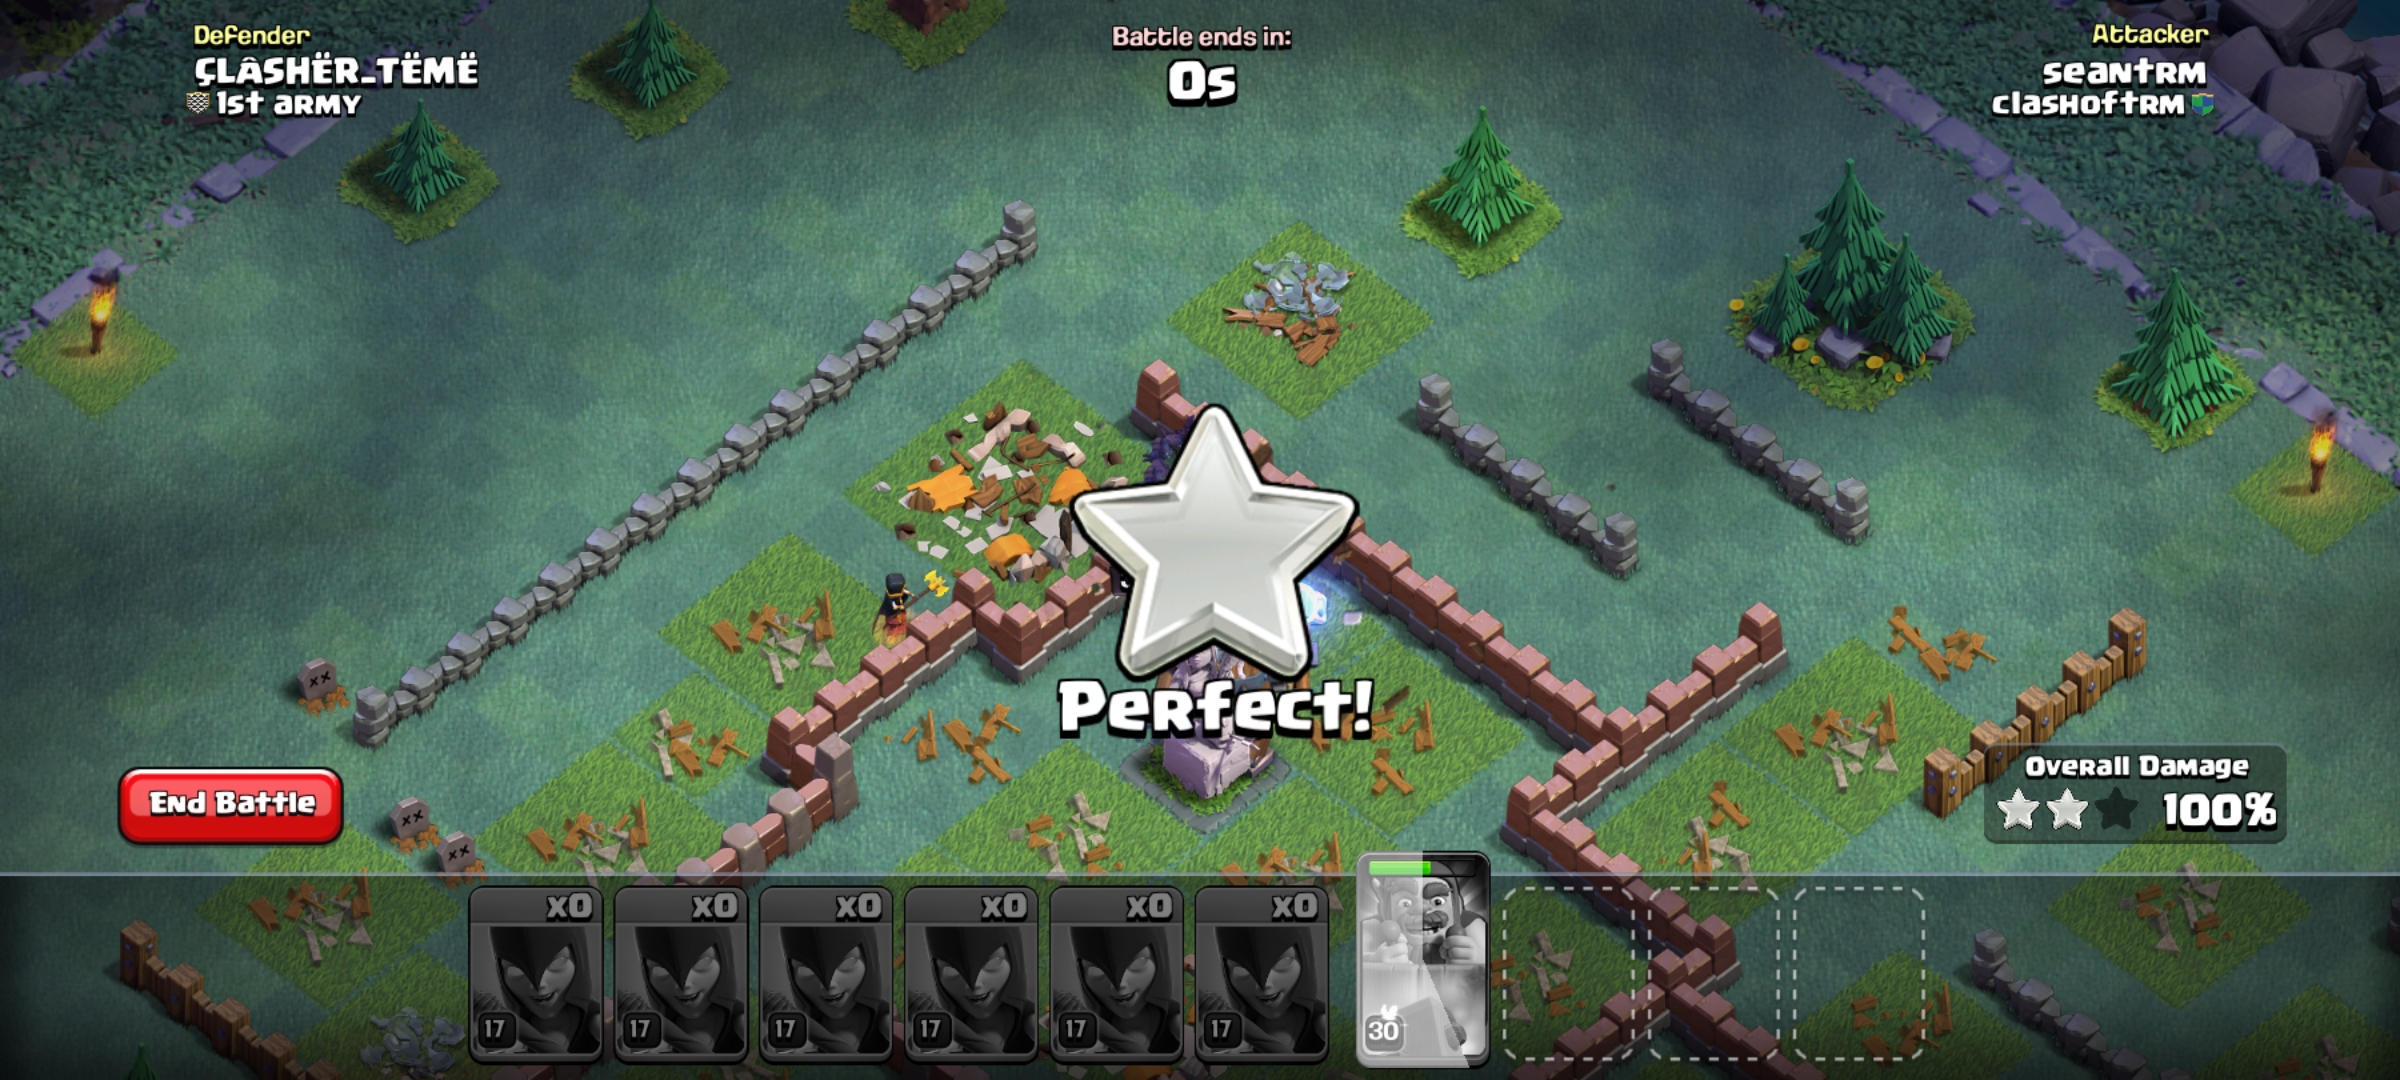 Defender
ÇLÂSHËR_TËMË
1st ARMY
Battle ends in:
0s
Attacker
seantRM
clashoftRM
Perfect!
End Battle
Overall Damage
100%
x0
x0
x0
x0
x0
x0
17
17
17
17
17
17
30